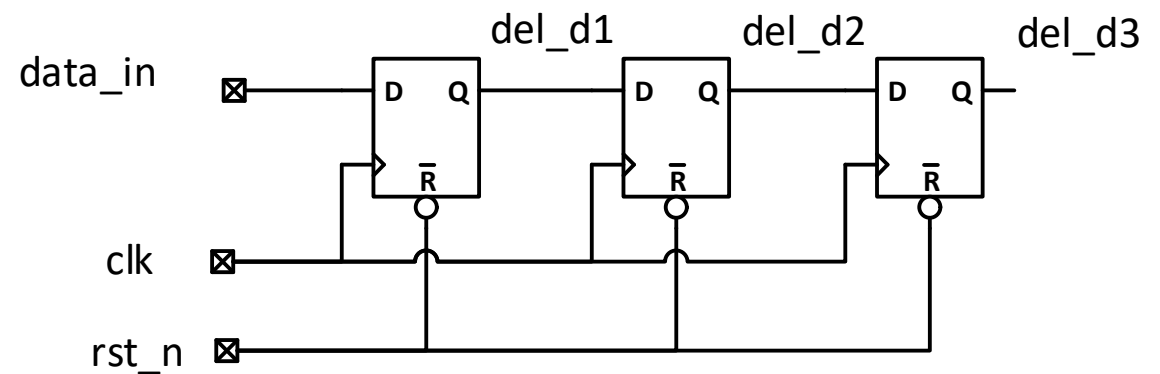 del_d1
del_d2
del_d3
data_in
D Q
D Q
D Q
R̅
R̅
R̅
clk
rst_n